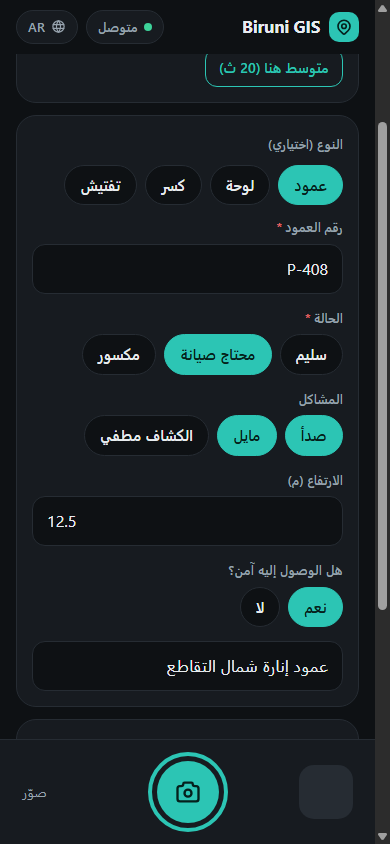 Biruni GIS
متوصل
AR
متوسط هنا (20 ث)
النوع (اختياري)
عمود
لوحة
كسر
تفتيش
رقم العمود *
P-408
الحالة *
سليم
محتاج صيانة
مكسور
المشاكل
صدأ
مايل
الكشاف مطفي
الارتفاع (م)
12.5
هل الوصول إليه آمن؟
نعم
لا
عمود إنارة شمال التقاطع
صوّر